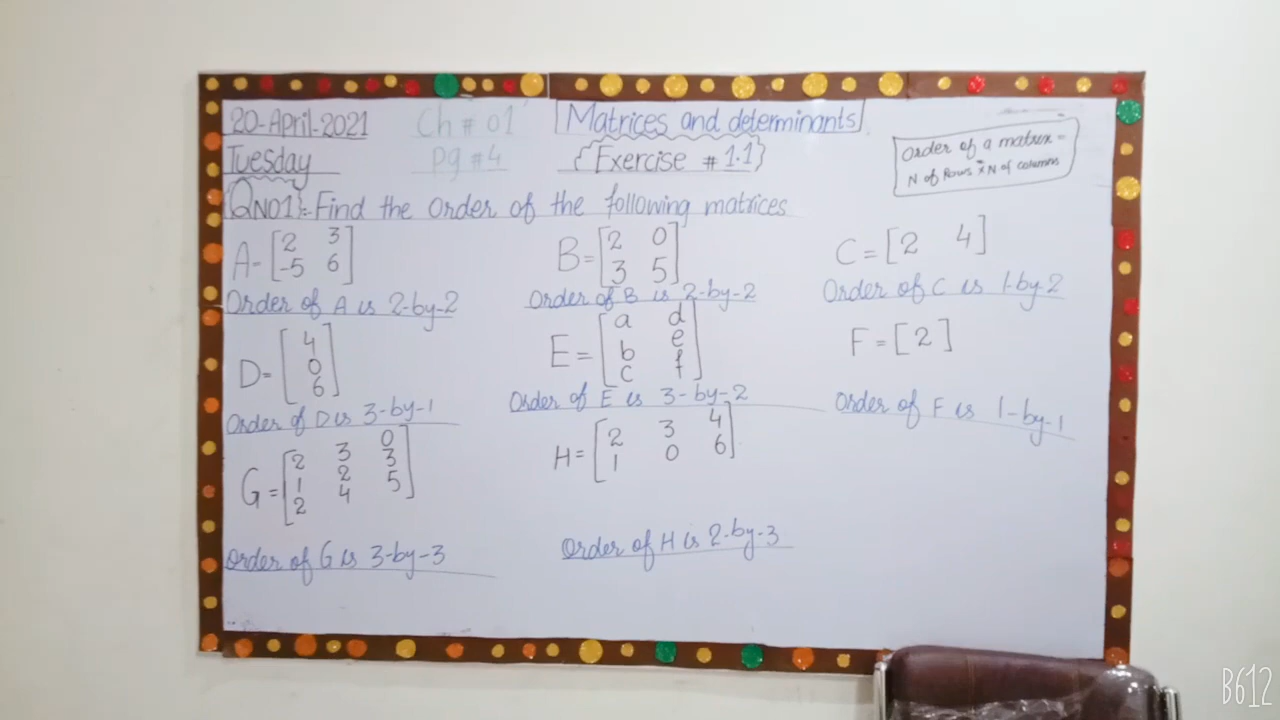 20-April-2021 Ch # 01 Matrices and determinants
Tuesday Pg #4 Exercise # 1.1
Order of a matrix =
N of Rows × N of columns
QNO1:- Find the Order of the following matrices
A= [2 3
-5 6]
B= [2 0
3 5]
C= [2 4]
Order of A is 2-by-2
Order of B is 2-by-2
Order of C is 1-by-2
D= [4
0
6]
E= [a d
b e
c f]
F= [2]
Order of D is 3-by-1
Order of E is 3-by-2
Order of F is 1-by-1
G= [2 3 0
1 2 3
2 4 5]
H= [2 3 4
1 0 6]
Order of G is 3-by-3
Order of H is 2-by-3
B612